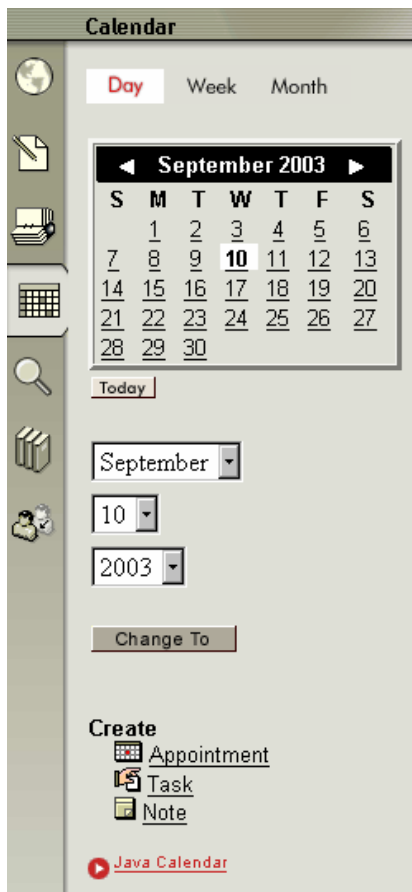 Calendar
Day Week Month
September 2003
S M T W T F S
1 2 3 4 5 6
7 8 9 10 11 12 13
14 15 16 17 18 19 20
21 22 23 24 25 26 27
28 29 30
Today
September
10
2003
Change To
Create
Appointment
Task
Note
Java Calendar